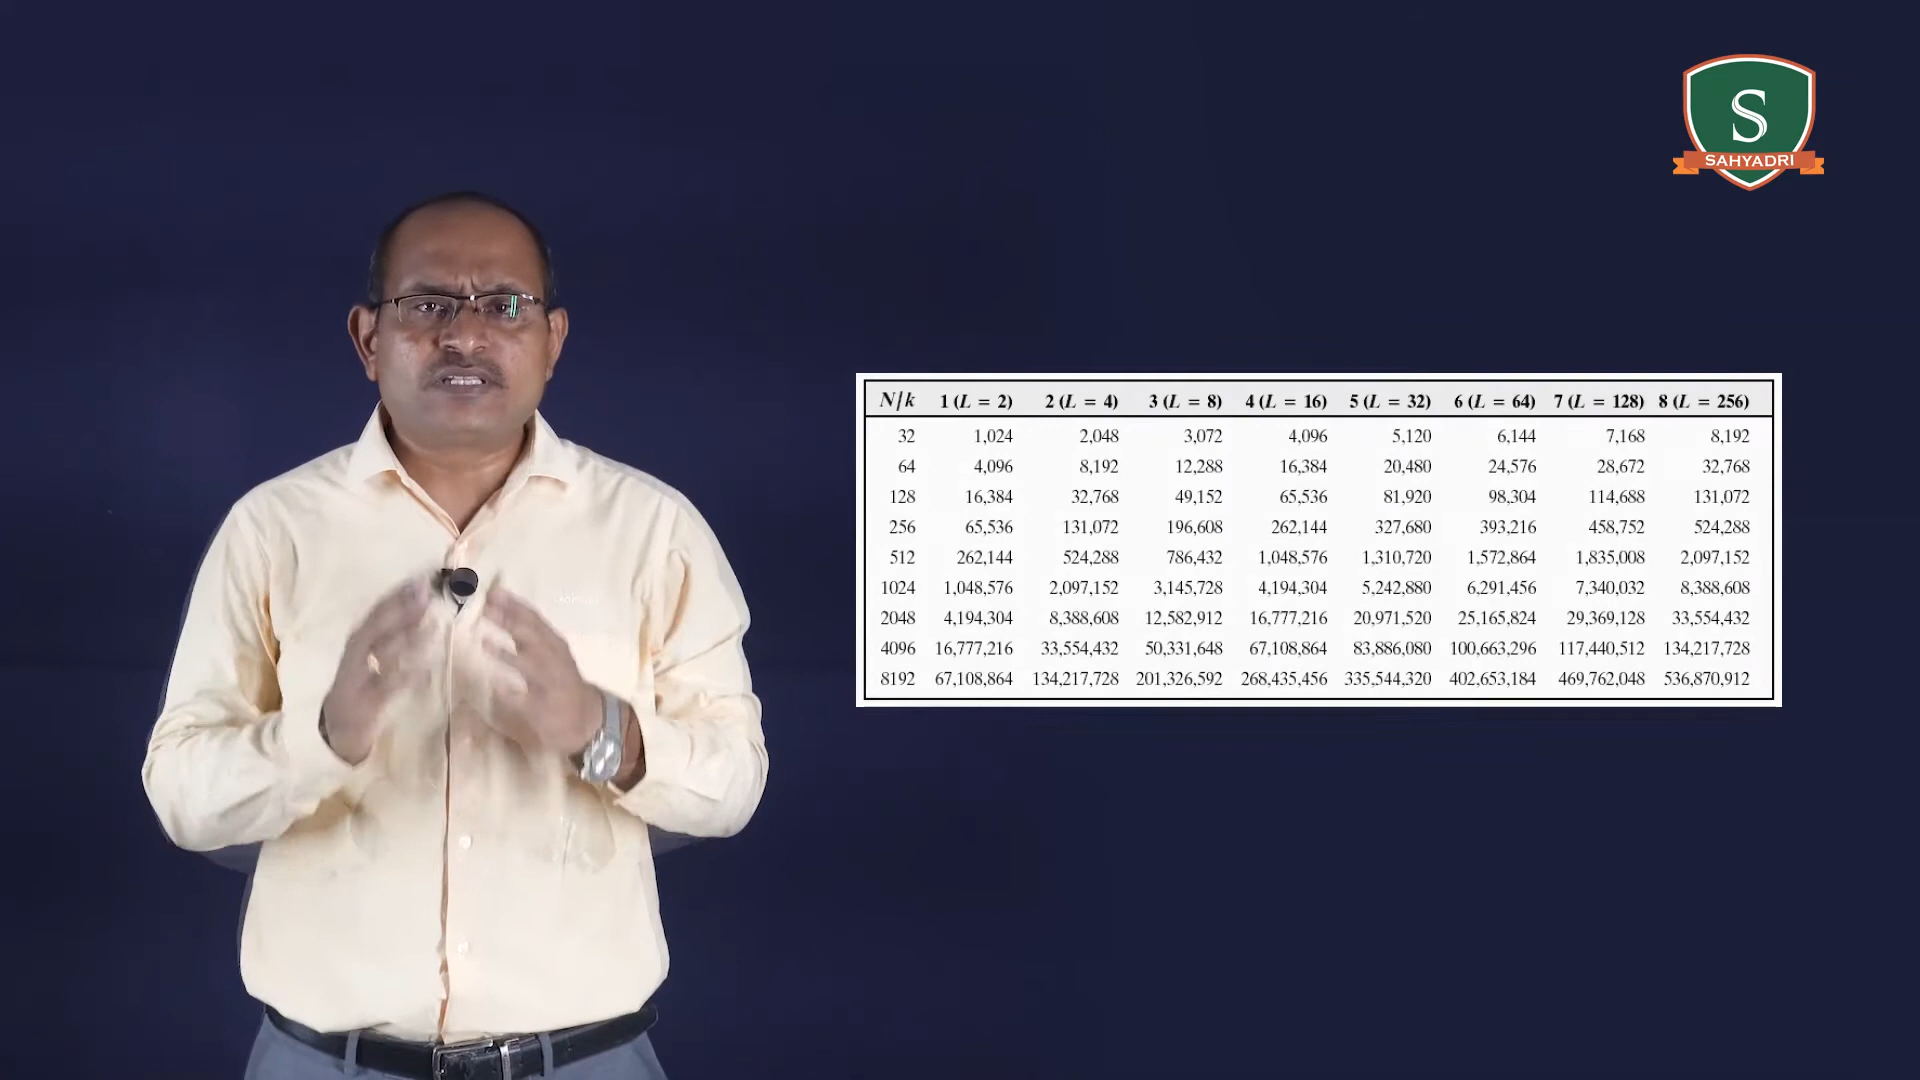 S
SAHYADRI
N/k 1 (L = 2) 2 (L = 4) 3 (L = 8) 4 (L = 16) 5 (L = 32) 6 (L = 64) 7 (L = 128) 8 (L = 256)
32 1,024 2,048 3,072 4,096 5,120 6,144 7,168 8,192
64 4,096 8,192 12,288 16,384 20,480 24,576 28,672 32,768
128 16,384 32,768 49,152 65,536 81,920 98,304 114,688 131,072
256 65,536 131,072 196,608 262,144 327,680 393,216 458,752 524,288
512 262,144 524,288 786,432 1,048,576 1,310,720 1,572,864 1,835,008 2,097,152
1024 1,048,576 2,097,152 3,145,728 4,194,304 5,242,880 6,291,456 7,340,032 8,388,608
2048 4,194,304 8,388,608 12,582,912 16,777,216 20,971,520 25,165,824 29,369,128 33,554,432
4096 16,777,216 33,554,432 50,331,648 67,108,864 83,886,080 100,663,296 117,440,512 134,217,728
8192 67,108,864 134,217,728 201,326,592 268,435,456 335,544,320 402,653,184 469,762,048 536,870,912